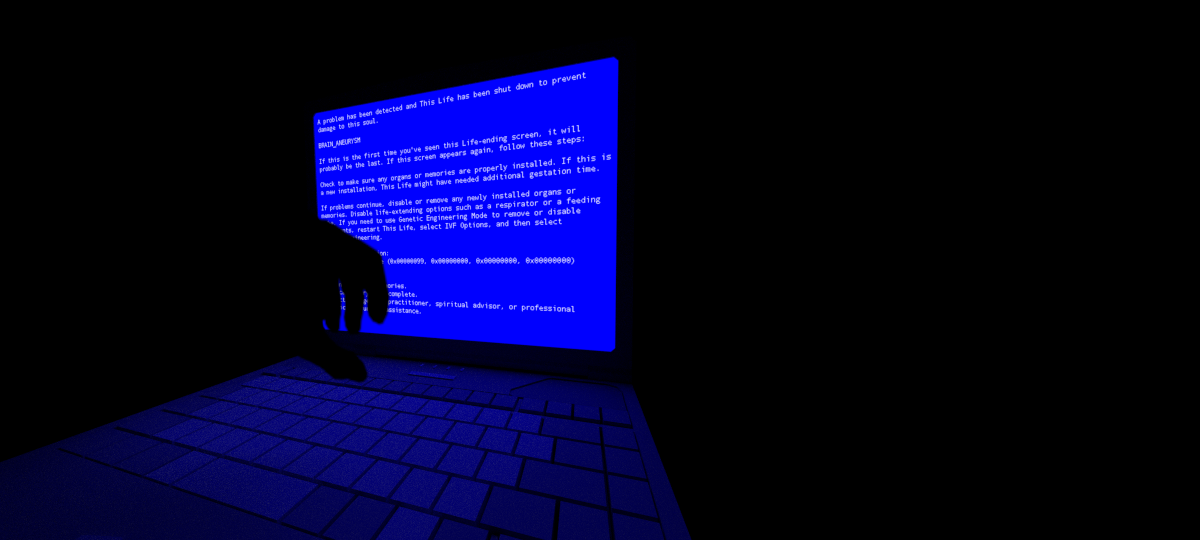 A problem has been detected and This Life has been shut down to prevent
damage to this soul.
BRAIN_ANEURYSM
If this is the first time you've seen this Life-ending screen, it will
probably be the last. If this screen appears again, follow these steps:
Check to make sure any organs or memories are properly installed. If this is
a new installation, This Life might have needed additional gestation time.
If problems continue, disable or remove any newly installed organs or
memories. Disable life-extending options such as a respirator or a feeding
If you need to use Genetic Engineering Mode to remove or disable
restart This Life, select IVF Options, and then select
(0x00000099, 0x00000000, 0x00000000, 0x00000000)
complete.
practitioner, spiritual advisor, or professional
assistance.